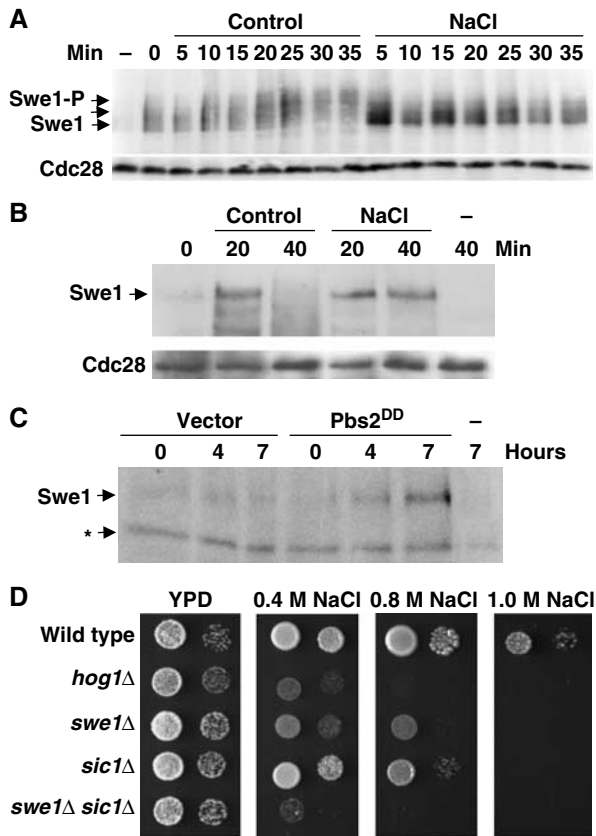 A
Control NaCl
Min – 0 5 10 15 20 25 30 35 5 10 15 20 25 30 35
Swe1-P
Swe1
Cdc28
B
Control NaCl –
0 20 40 20 40 40 Min
Swe1
Cdc28
C
Vector Pbs2DD –
0 4 7 0 4 7 7 Hours
Swe1
*
D
YPD 0.4 M NaCl 0.8 M NaCl 1.0 M NaCl
Wild type
hog1Δ
swe1Δ
sic1Δ
swe1Δ sic1Δ